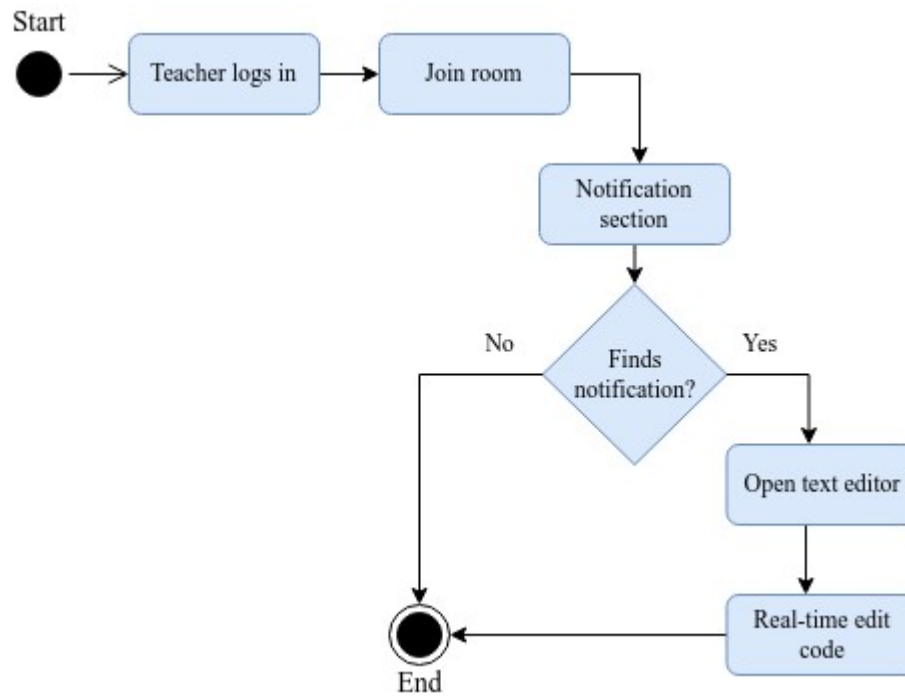 Start
Teacher logs in
Join room
Notification
section
No
Yes
Finds
notification?
Open text editor
Real-time edit
code
End